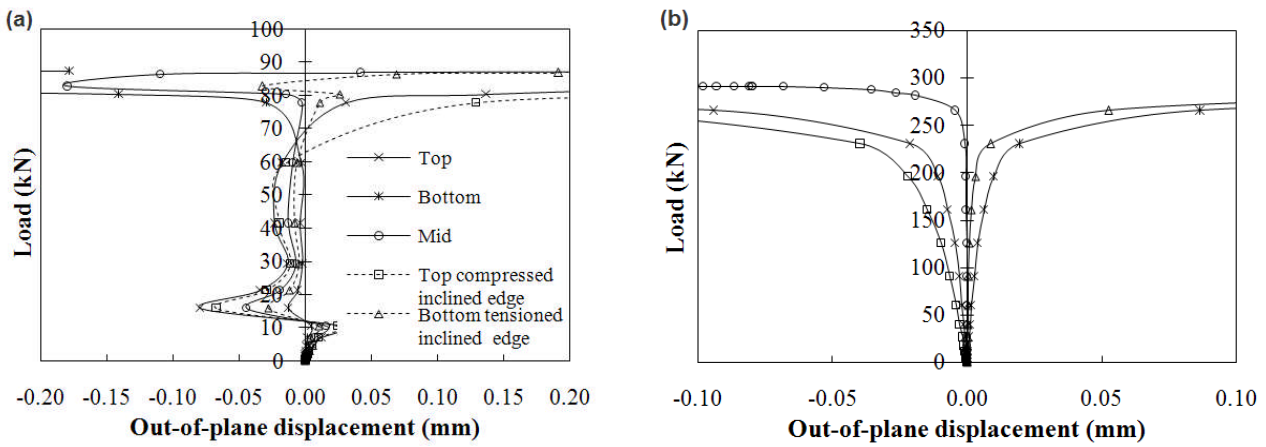 (a)
Load (kN)
100
90
80
70
60
50
40
30
20
10
0
Top
Bottom
Mid
Top compressed
inclined edge
Bottom tensioned
inclined edge
-0.20 -0.15 -0.10 -0.05 0.00 0.05 0.10 0.15 0.20
Out-of-plane displacement (mm)
(b)
Load (kN)
350
300
250
200
150
100
50
0
-0.10 -0.05 0.00 0.05 0.10
Out-of-plane displacement (mm)